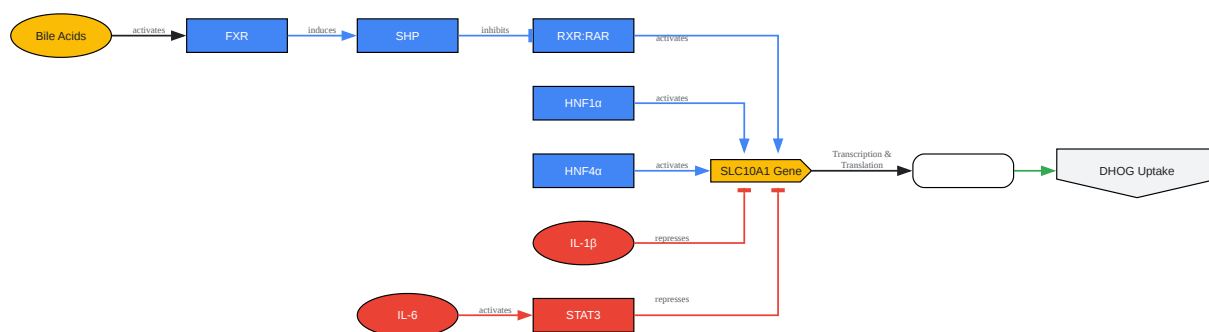 Bile Acids
activates
FXR
induces
SHP
inhibits
RXR:RAR
activates
HNF1α
activates
HNF4α
activates
SLC10A1 Gene
Transcription &
Translation
DHOG Uptake
IL-1β
represses
IL-6
activates
STAT3
represses